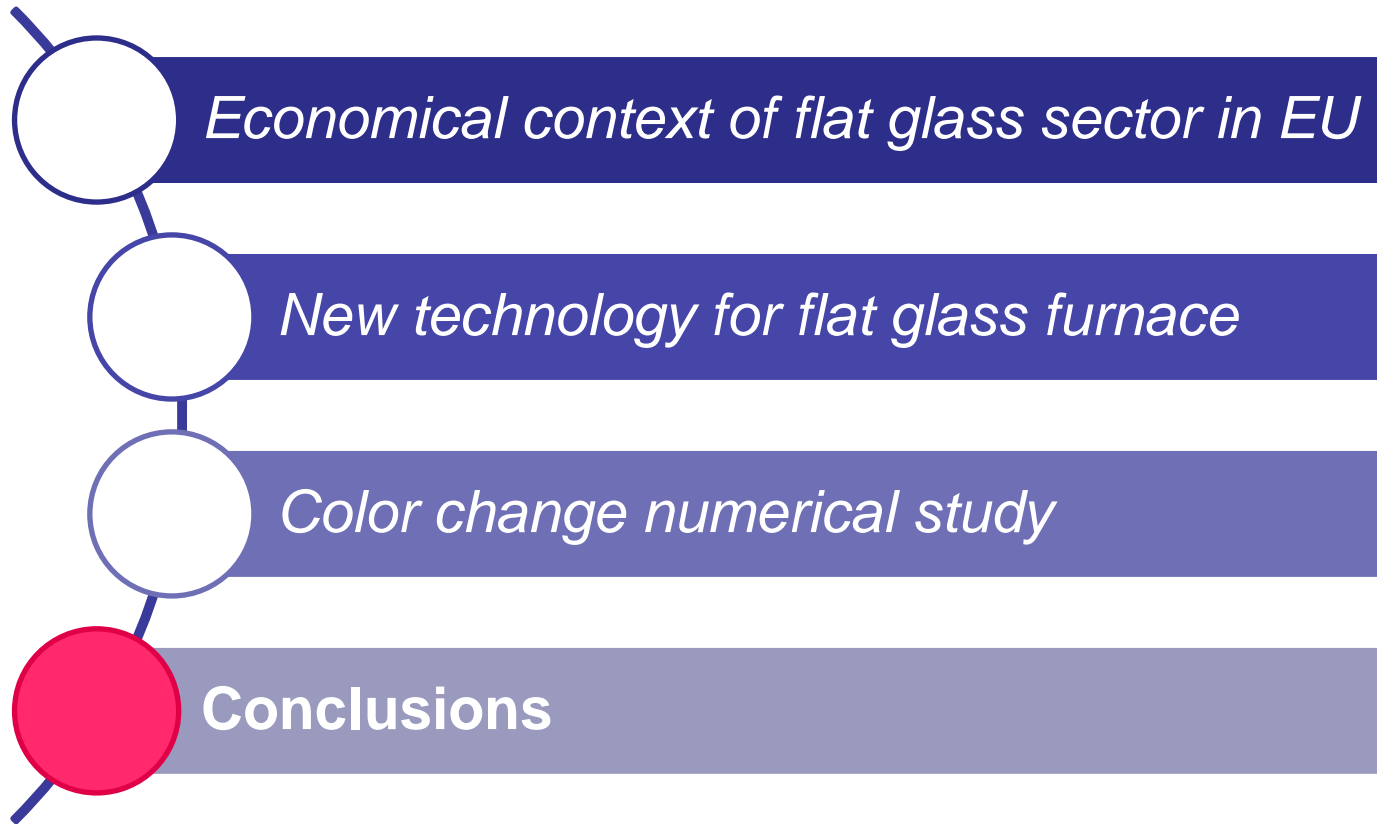 Economical context of flat glass sector in EU
New technology for flat glass furnace
Color change numerical study
Conclusions